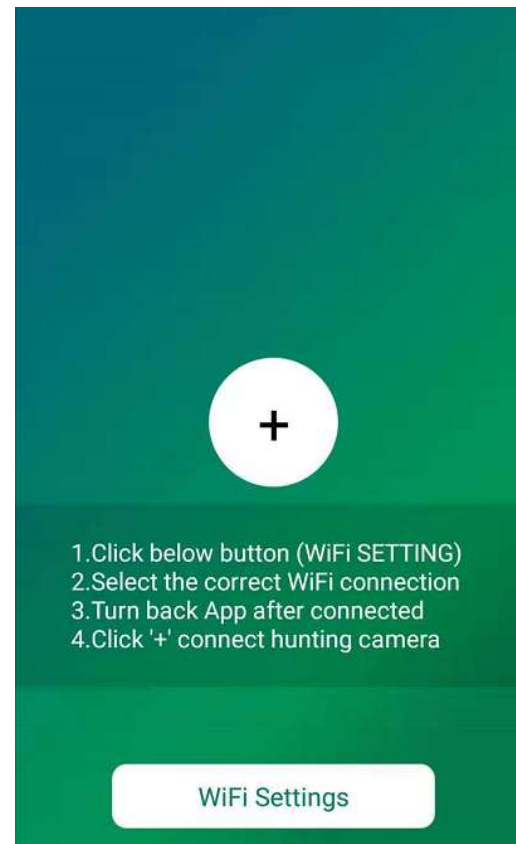 +
1.Click below button (WiFi SETTING)
2.Select the correct WiFi connection
3.Turn back App after connected
4.Click '+' connect hunting camera
WiFi Settings